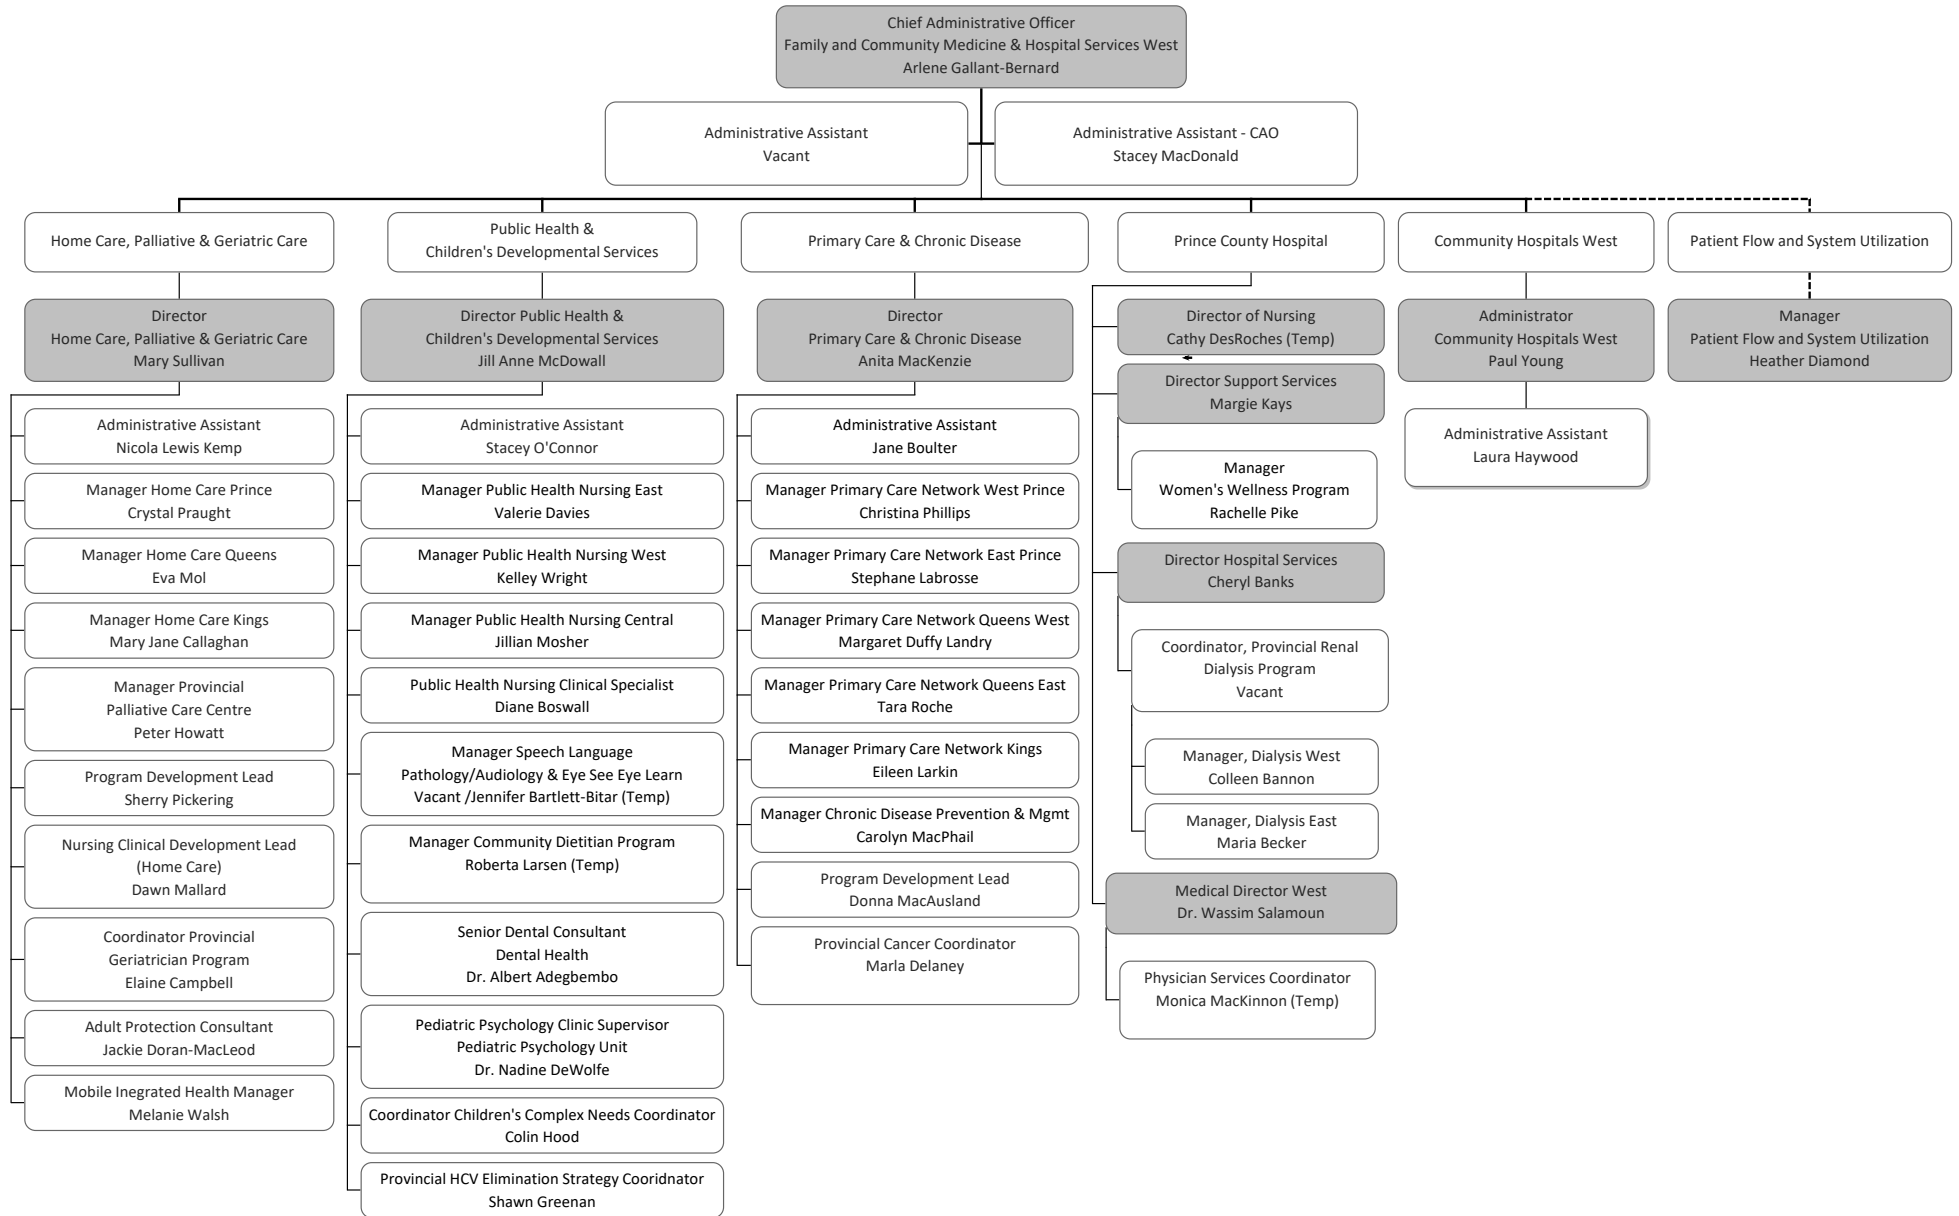 Chief Administrative Officer
Family and Community Medicine & Hospital Services West
Arlene Gallant-Bernard
Administrative Assistant
Vacant
Administrative Assistant - CAO
Stacey MacDonald
Home Care, Palliative & Geriatric Care
Public Health &
Children's Developmental Services
Primary Care & Chronic Disease
Prince County Hospital
Community Hospitals West
Patient Flow and System Utilization
Director
Home Care, Palliative & Geriatric Care
Mary Sullivan
Administrative Assistant
Nicola Lewis Kemp
Manager Home Care Prince
Crystal Praught
Manager Home Care Queens
Eva Mol
Manager Home Care Kings
Mary Jane Callaghan
Manager Provincial
Palliative Care Centre
Peter Howatt
Program Development Lead
Sherry Pickering
Nursing Clinical Development Lead
(Home Care)
Dawn Mallard
Coordinator Provincial
Geriatrician Program
Elaine Campbell
Adult Protection Consultant
Jackie Doran-MacLeod
Mobile Inegrated Health Manager
Melanie Walsh
Director Public Health &
Children's Developmental Services
Jill Anne McDowall
Administrative Assistant
Stacey O'Connor
Manager Public Health Nursing East
Valerie Davies
Manager Public Health Nursing West
Kelley Wright
Manager Public Health Nursing Central
Jillian Mosher
Public Health Nursing Clinical Specialist
Diane Boswall
Manager Speech Language
Pathology/Audiology & Eye See Eye Learn
Vacant /Jennifer Bartlett-Bitar (Temp)
Manager Community Dietitian Program
Roberta Larsen (Temp)
Senior Dental Consultant
Dental Health
Dr. Albert Adegbembo
Pediatric Psychology Clinic Supervisor
Pediatric Psychology Unit
Dr. Nadine DeWolfe
Coordinator Children's Complex Needs Coordinator
Colin Hood
Provincial HCV Elimination Strategy Cooridnator
Shawn Greenan
Director
Primary Care & Chronic Disease
Anita MacKenzie
Administrative Assistant
Jane Boulter
Manager Primary Care Network West Prince
Christina Phillips
Manager Primary Care Network East Prince
Stephane Labrosse
Manager Primary Care Network Queens West
Margaret Duffy Landry
Manager Primary Care Network Queens East
Tara Roche
Manager Primary Care Network Kings
Eileen Larkin
Manager Chronic Disease Prevention & Mgmt
Carolyn MacPhail
Program Development Lead
Donna MacAusland
Provincial Cancer Coordinator
Marla Delaney
Director of Nursing
Cathy DesRoches (Temp)
Director Support Services
Margie Kays
Manager
Women's Wellness Program
Rachelle Pike
Director Hospital Services
Cheryl Banks
Coordinator, Provincial Renal
Dialysis Program
Vacant
Manager, Dialysis West
Colleen Bannon
Manager, Dialysis East
Maria Becker
Medical Director West
Dr. Wassim Salamoun
Physician Services Coordinator
Monica MacKinnon (Temp)
Administrator
Community Hospitals West
Paul Young
Administrative Assistant
Laura Haywood
Manager
Patient Flow and System Utilization
Heather Diamond